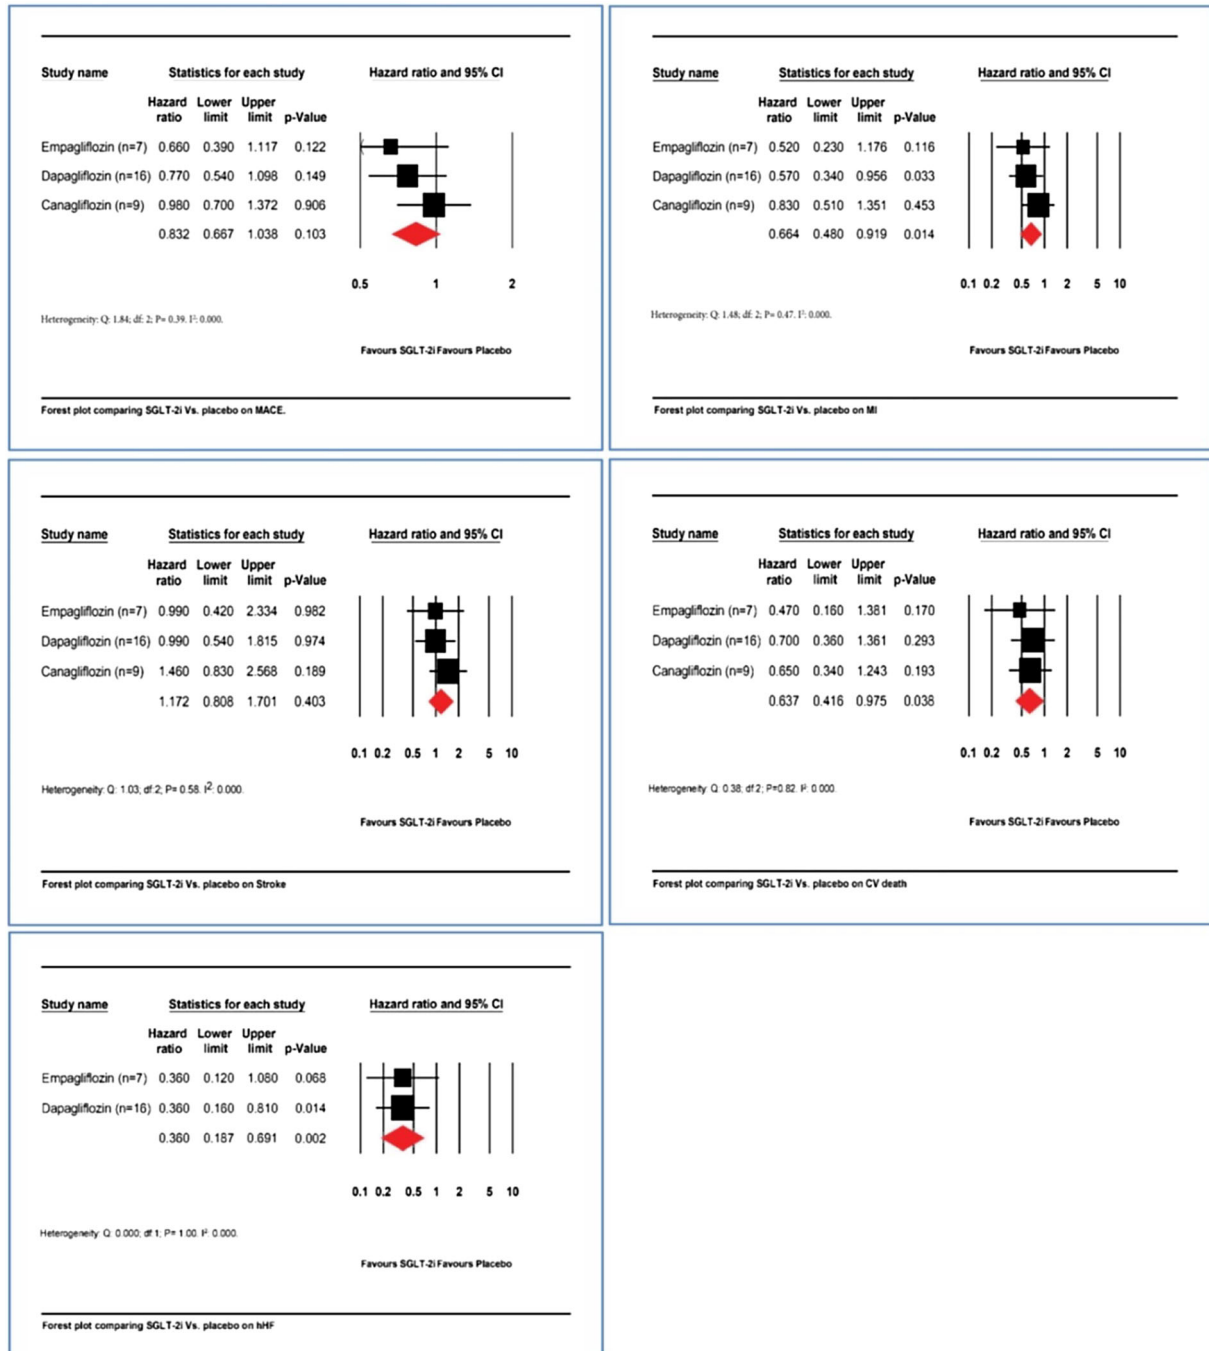 Study name Statistics for each study Hazard ratio and 95% CI
Hazard Lower Upper
ratio limit limit p-Value
Empagliflozin (n=7) 0.660 0.390 1.117 0.122
Dapagliflozin (n=16) 0.770 0.540 1.098 0.149
Canagliflozin (n=9) 0.980 0.700 1.372 0.906
0.832 0.667 1.038 0.103
0.5 1 2
Heterogeneity: Q: 1.84; df: 2; P= 0.39. I²: 0.000.
Favours SGLT-2i Favours Placebo
Forest plot comparing SGLT-2i Vs. placebo on MACE.
Study name Statistics for each study Hazard ratio and 95% CI
Hazard Lower Upper
ratio limit limit p-Value
Empagliflozin (n=7) 0.520 0.230 1.176 0.116
Dapagliflozin (n=16) 0.570 0.340 0.956 0.033
Canagliflozin (n=9) 0.830 0.510 1.351 0.453
0.664 0.480 0.919 0.014
0.1 0.2 0.5 1 2 5 10
Heterogeneity: Q: 1.48; df: 2; P= 0.47. I²: 0.000.
Favours SGLT-2i Favours Placebo
Forest plot comparing SGLT-2i Vs. placebo on MI
Study name Statistics for each study Hazard ratio and 95% CI
Hazard Lower Upper
ratio limit limit p-Value
Empagliflozin (n=7) 0.990 0.420 2.334 0.982
Dapagliflozin (n=16) 0.990 0.540 1.815 0.974
Canagliflozin (n=9) 1.460 0.830 2.568 0.189
1.172 0.808 1.701 0.403
0.1 0.2 0.5 1 2 5 10
Heterogeneity: Q: 1.03; df:2; P= 0.58. I²: 0.000.
Favours SGLT-2i Favours Placebo
Forest plot comparing SGLT-2i Vs. placebo on Stroke
Study name Statistics for each study Hazard ratio and 95% CI
Hazard Lower Upper
ratio limit limit p-Value
Empagliflozin (n=7) 0.470 0.160 1.381 0.170
Dapagliflozin (n=16) 0.700 0.360 1.361 0.293
Canagliflozin (n=9) 0.650 0.340 1.243 0.193
0.637 0.416 0.975 0.038
0.1 0.2 0.5 1 2 5 10
Heterogeneity: Q: 0.38; df:2; P=0.82. I²: 0.000.
Favours SGLT-2i Favours Placebo
Forest plot comparing SGLT-2i Vs. placebo on CV death
Study name Statistics for each study Hazard ratio and 95% CI
Hazard Lower Upper
ratio limit limit p-Value
Empagliflozin (n=7) 0.360 0.120 1.080 0.068
Dapagliflozin (n=16) 0.360 0.160 0.810 0.014
0.360 0.187 0.691 0.002
0.1 0.2 0.5 1 2 5 10
Heterogeneity: Q: 0.000; df:1; P= 1.00. I²: 0.000.
Favours SGLT-2i Favours Placebo
Forest plot comparing SGLT-2i Vs. placebo on hHF